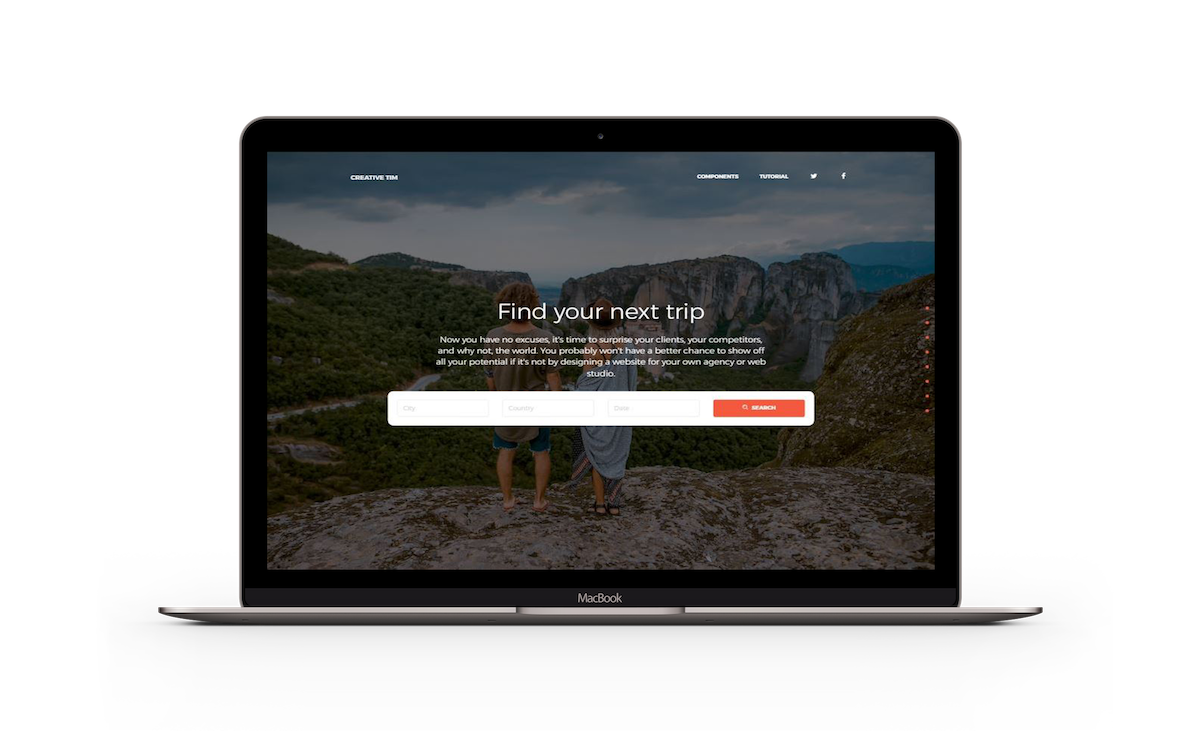 CREATIVE TIM
COMPONENTS TUTORIAL
Find your next trip
Now you have no excuses, it's time to surprise your clients, your competitors,
and why not, the world. You probably won't have a better chance to show off
all your potential if it's not by designing a website for your own agency or web
studio.
City Country Date SEARCH
MacBook